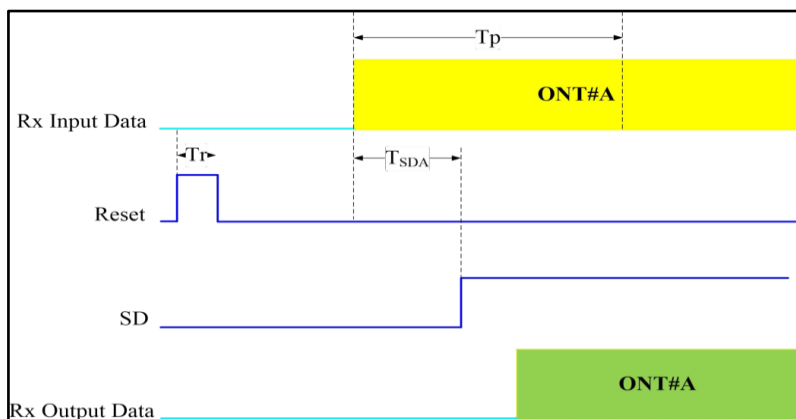 Tp
ONT#A
Rx Input Data
Tr
TSDA
Reset
SD
ONT#A
Rx Output Data